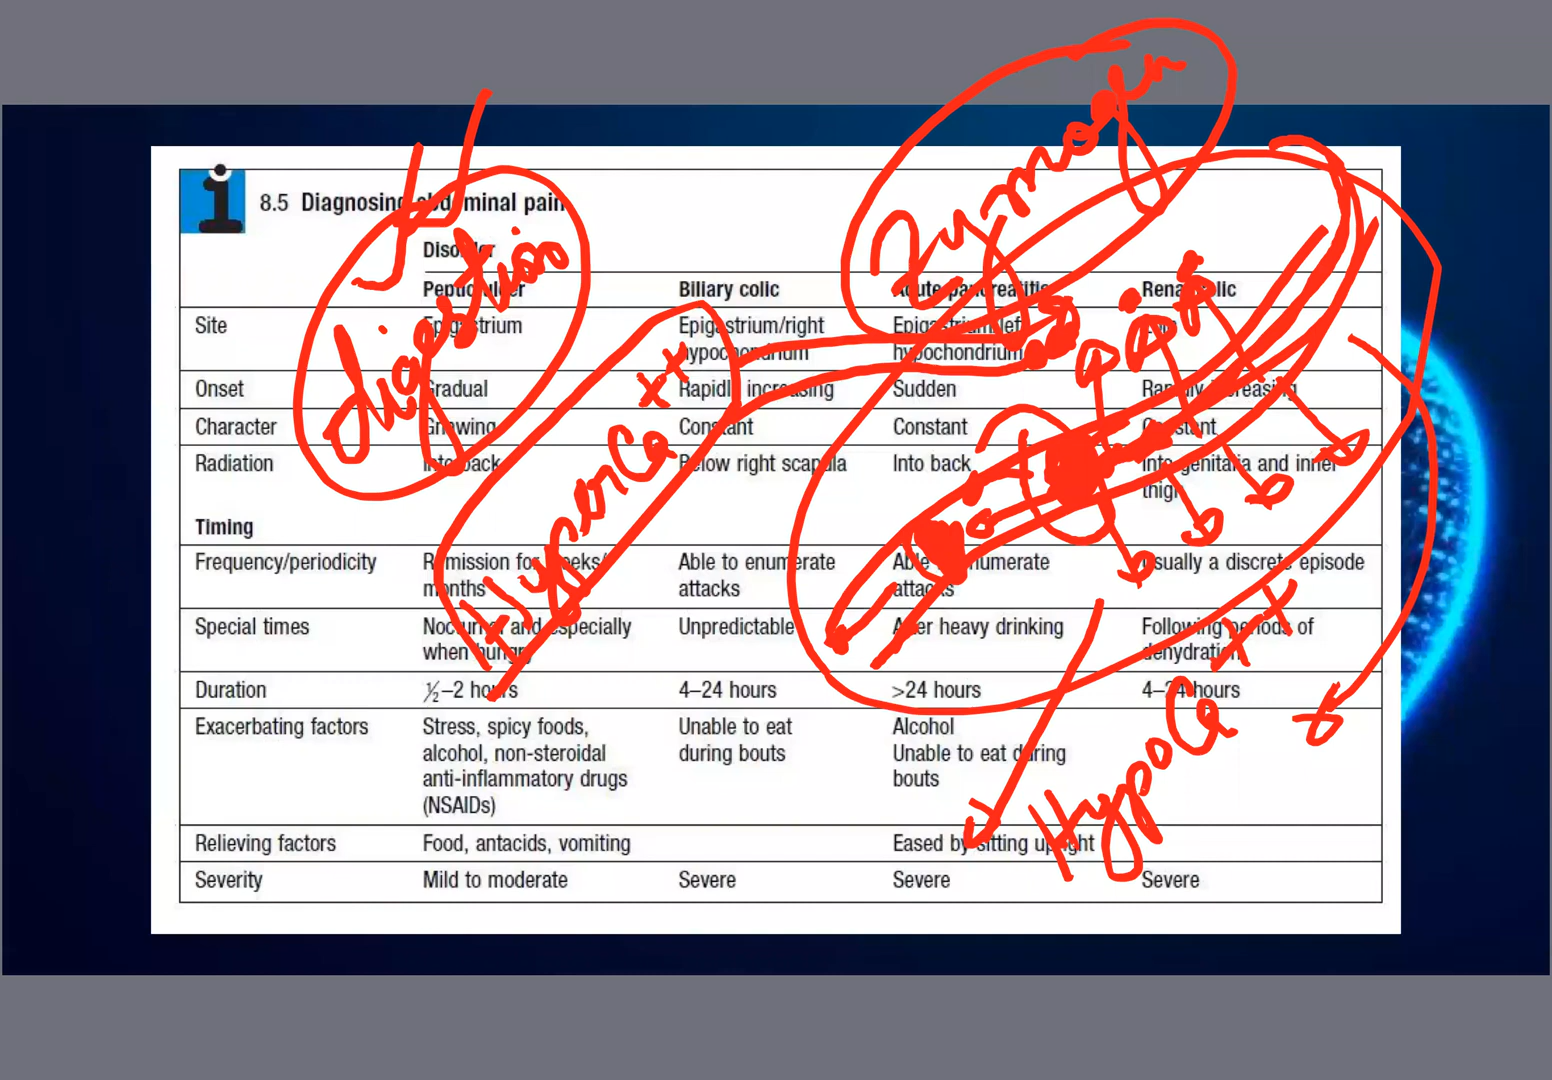 8.5 Diagnosing abdominal pain
Disorder
Peptic ulcer Biliary colic Acute pancreatitis Renal colic
Site Epigastrium Epigastrium/right hypochondrium Epigastrium/left hypochondrium
Onset Gradual Rapidly increasing Sudden Rapidly increasing
Character Gnawing Constant Constant Constant
Radiation Into back Below right scapula Into back Into genitalia and inner thigh
Timing
Frequency/periodicity Remission for weeks/months Able to enumerate attacks Able to enumerate attacks Usually a discrete episode
Special times Nocturnal and especially when hungry Unpredictable After heavy drinking Following periods of dehydration
Duration ½–2 hours 4–24 hours >24 hours 4–24 hours
Exacerbating factors Stress, spicy foods, alcohol, non-steroidal anti-inflammatory drugs (NSAIDs) Unable to eat during bouts Alcohol Unable to eat during bouts
Relieving factors Food, antacids, vomiting Eased by sitting upright
Severity Mild to moderate Severe Severe Severe
Zymogen
digestion
HyperCa++
HypoCa++